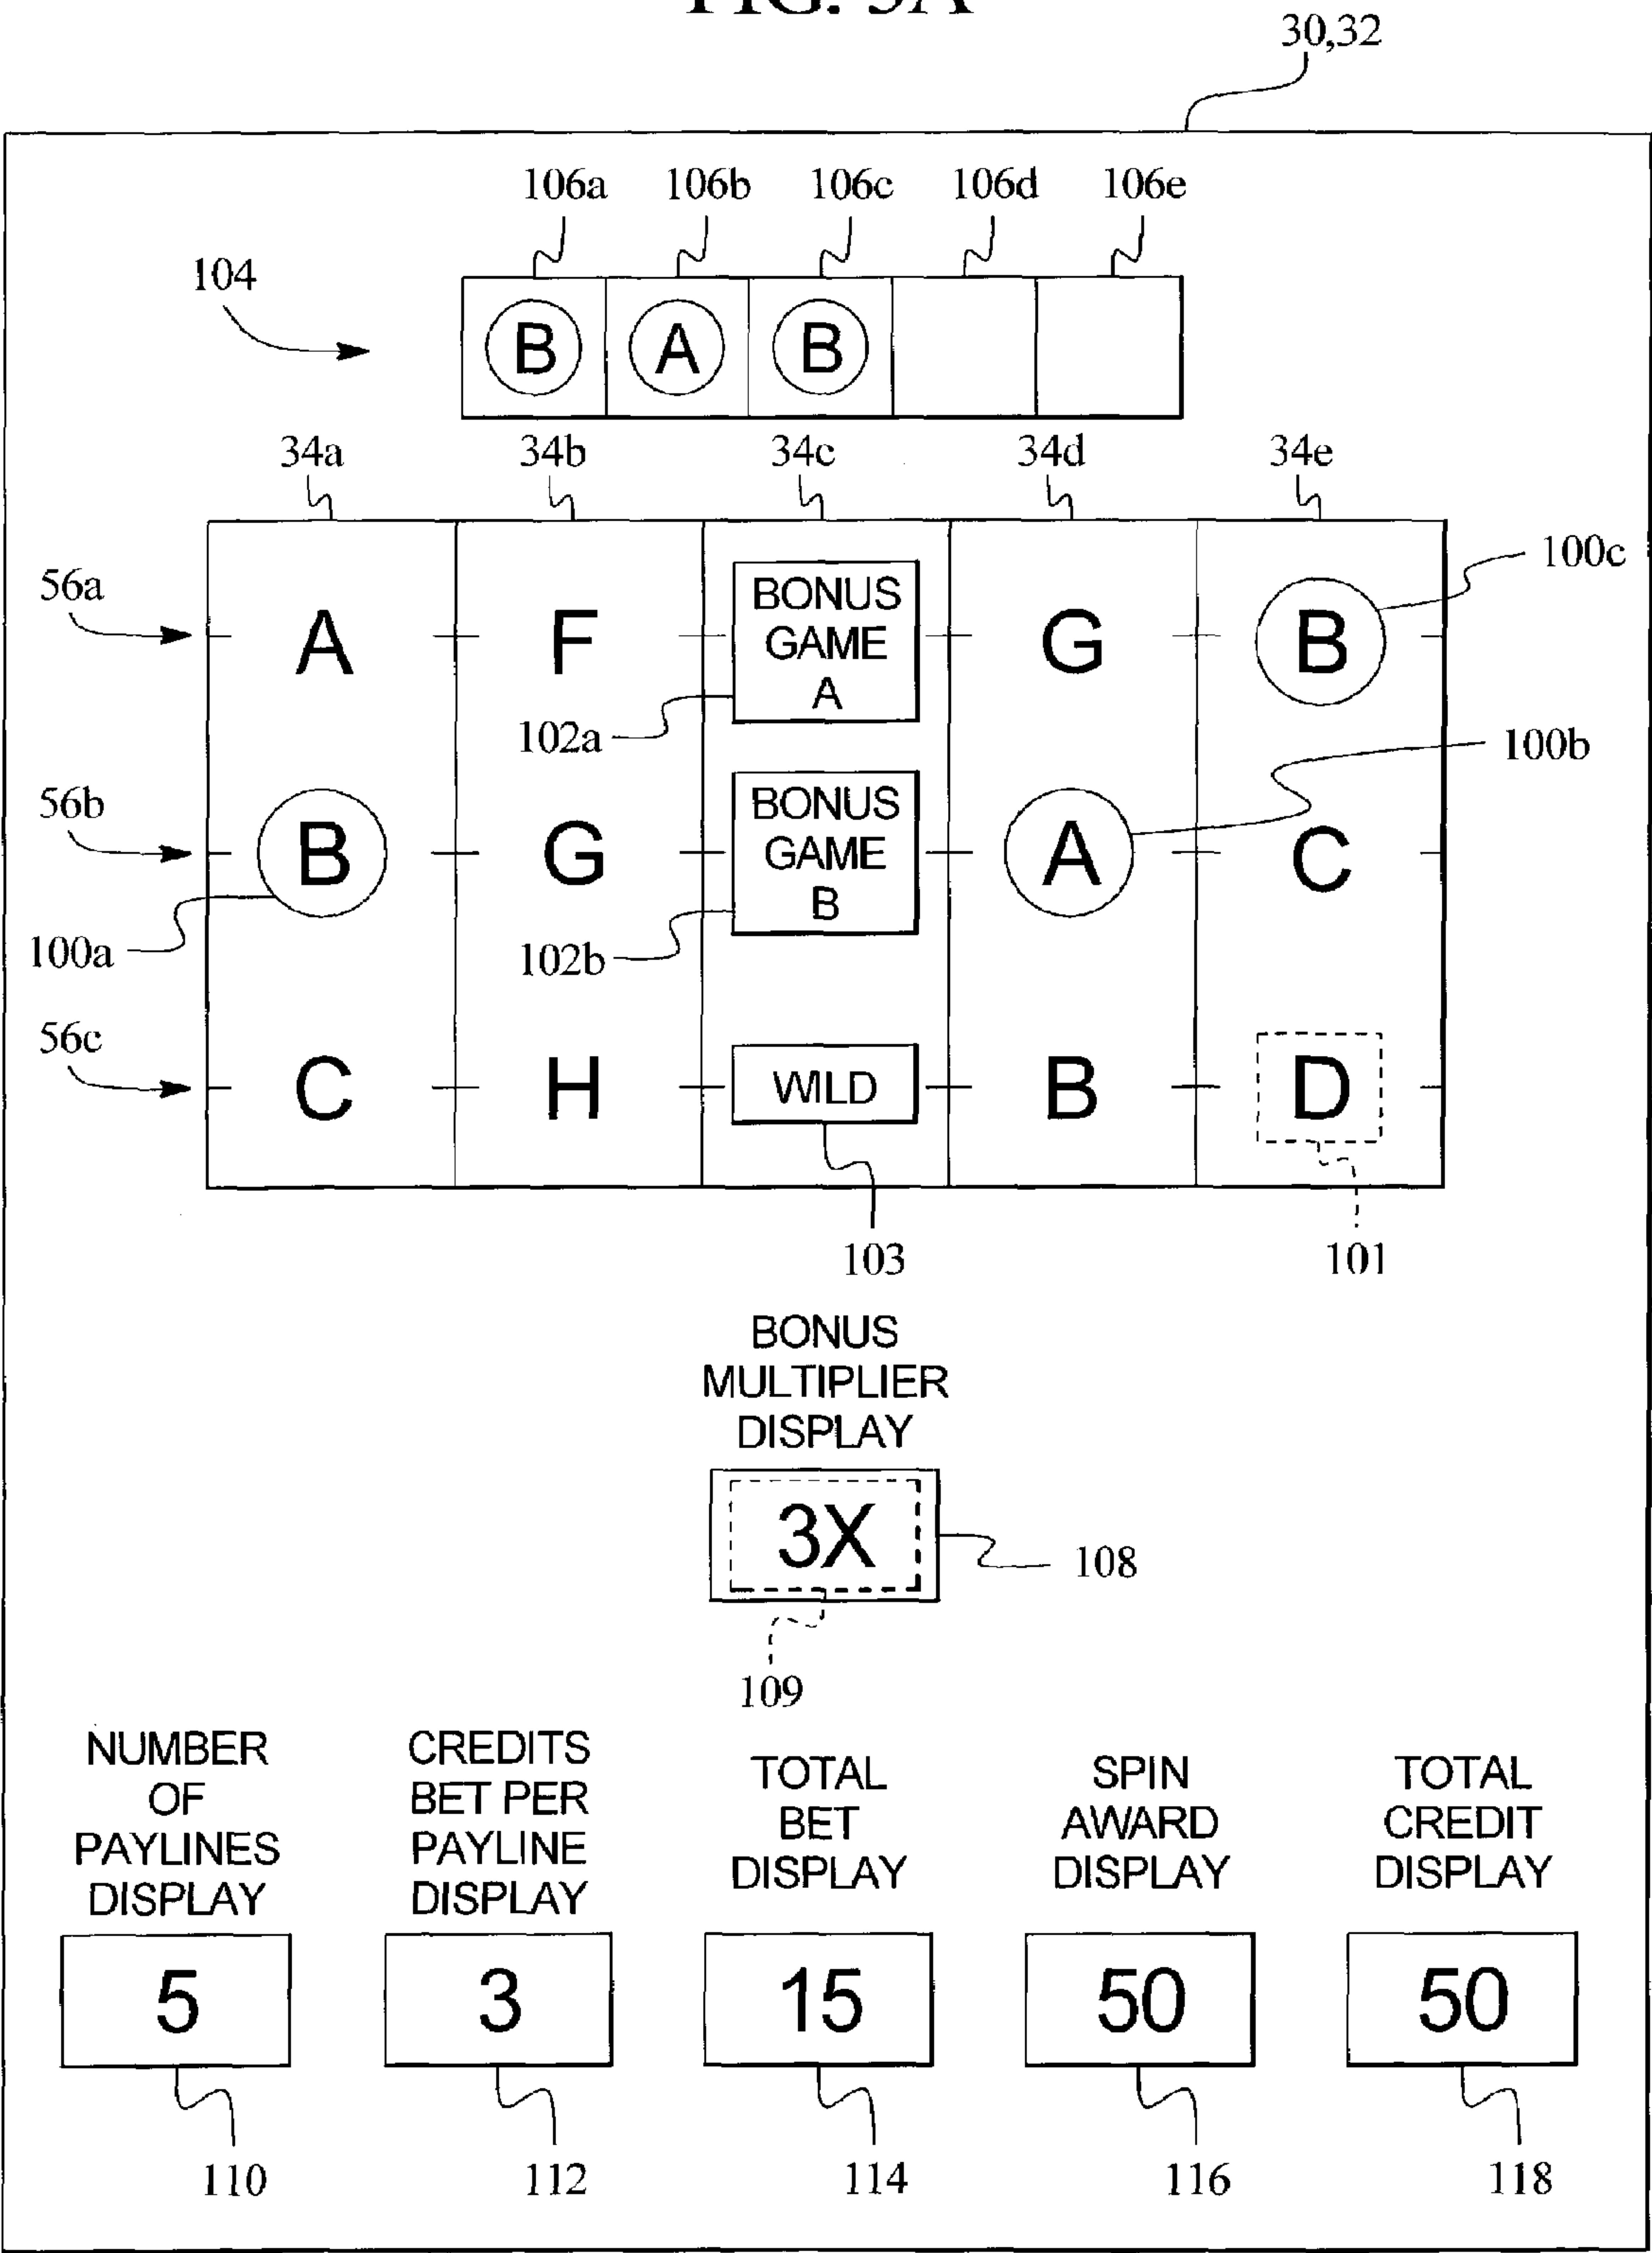 FIG. 3A
30,32
106a 106b 106c 106d 106e
104
B A B
34a 34b 34c 34d 34e
56a
A F BONUS GAME A G B
100c
102a
100b
56b
B G BONUS GAME B A C
100a
102b
56c
C H WILD B D
103
101
BONUS
MULTIPLIER
DISPLAY
3X
108
109
NUMBER
OF
PAYLINES
DISPLAY
5
110
CREDITS
BET PER
PAYLINE
DISPLAY
3
112
TOTAL
BET
DISPLAY
15
114
SPIN
AWARD
DISPLAY
50
116
TOTAL
CREDIT
DISPLAY
50
118